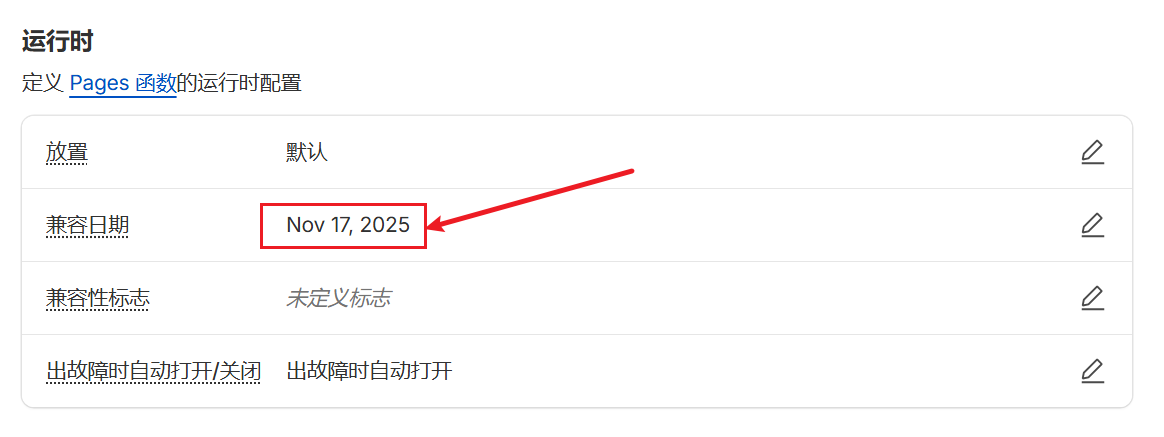 运行时
定义 Pages 函数的运行时配置
放置 默认
兼容日期 Nov 17, 2025
兼容性标志 未定义标志
出故障时自动打开/关闭 出故障时自动打开